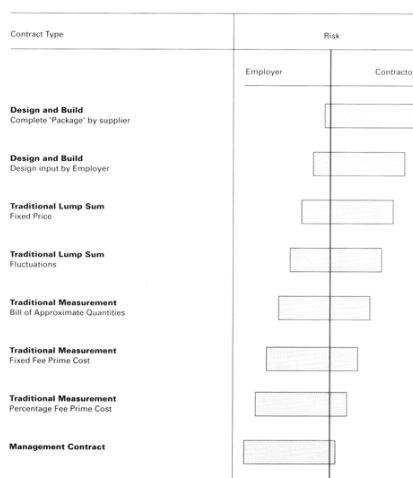 Contract Type
Risk
Employer
Contracto
Design and Build
Complete 'Package' by supplier
Design and Build
Design input by Employer
Traditional Lump Sum
Fixed Price
Traditional Lump Sum
Fluctuations
Traditional Measurement
Bill of Approximate Quantities
Traditional Measurement
Fixed Fee Prime Cost
Traditional Measurement
Percentage Fee Prime Cost
Management Contract